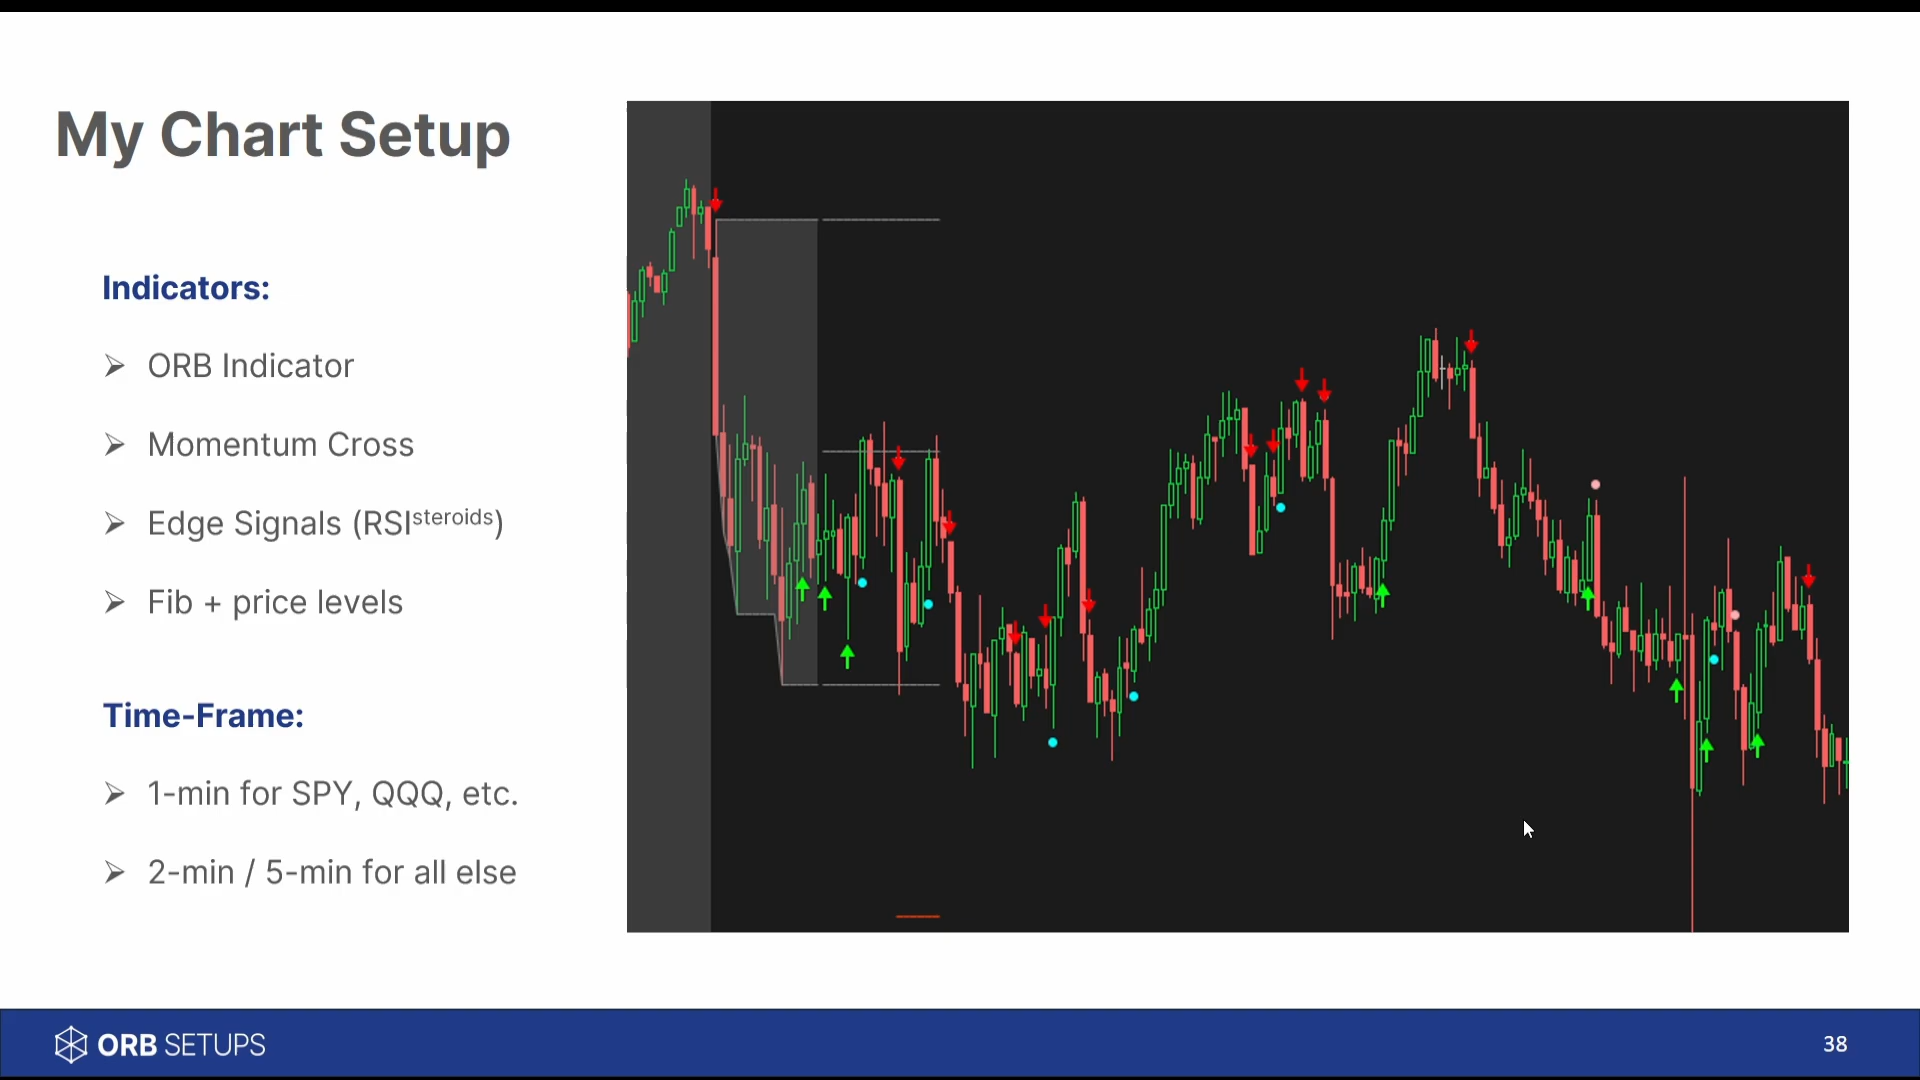 My Chart Setup
Indicators:
➢ ORB Indicator
➢ Momentum Cross
➢ Edge Signals (RSIsteroids)
➢ Fib + price levels
Time-Frame:
➢ 1-min for SPY, QQQ, etc.
➢ 2-min / 5-min for all else
ORB SETUPS
38